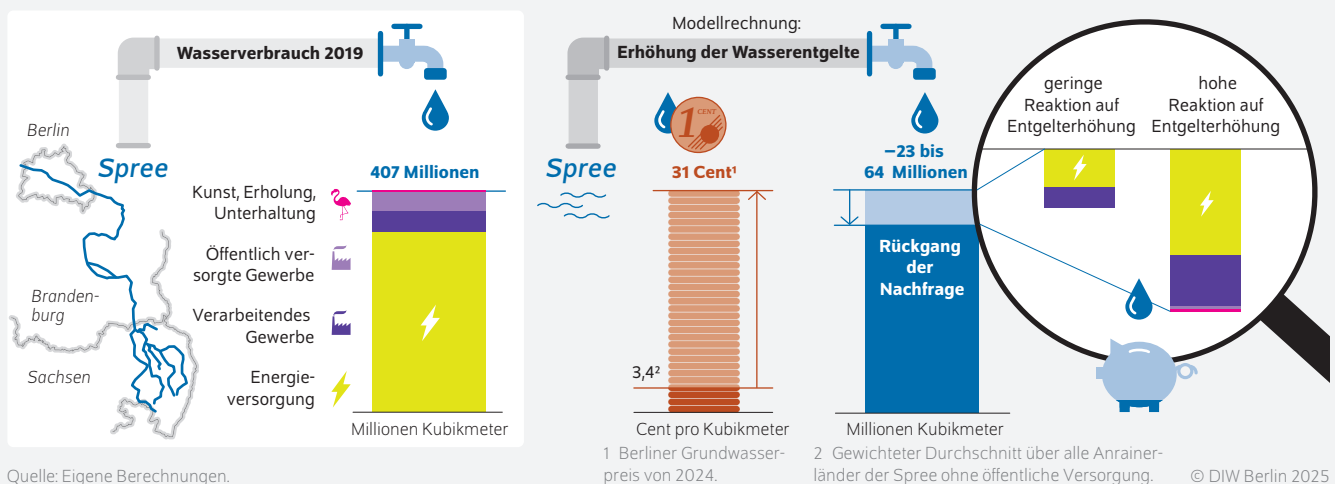 Wasserverbrauch 2019
Berlin
Spree
Branden-
burg
Sachsen
407 Millionen
Kunst, Erholung,
Unterhaltung
Öffentlich ver-
sorgte Gewerbe
Verarbeitendes
Gewerbe
Energie-
versorgung
Millionen Kubikmeter
Modellrechnung:
Erhöhung der Wasserentgelte
Spree
1 CENT
31 Cent¹
3,4²
Cent pro Kubikmeter
−23 bis
64 Millionen
Rückgang
der
Nachfrage
Millionen Kubikmeter
geringe
Reaktion auf
Entgelterhöhung
hohe
Reaktion auf
Entgelterhöhung
1 Berliner Grundwasser-
preis von 2024.
2 Gewichteter Durchschnitt über alle Anrainer-
länder der Spree ohne öffentliche Versorgung.
Quelle: Eigene Berechnungen.
© DIW Berlin 2025